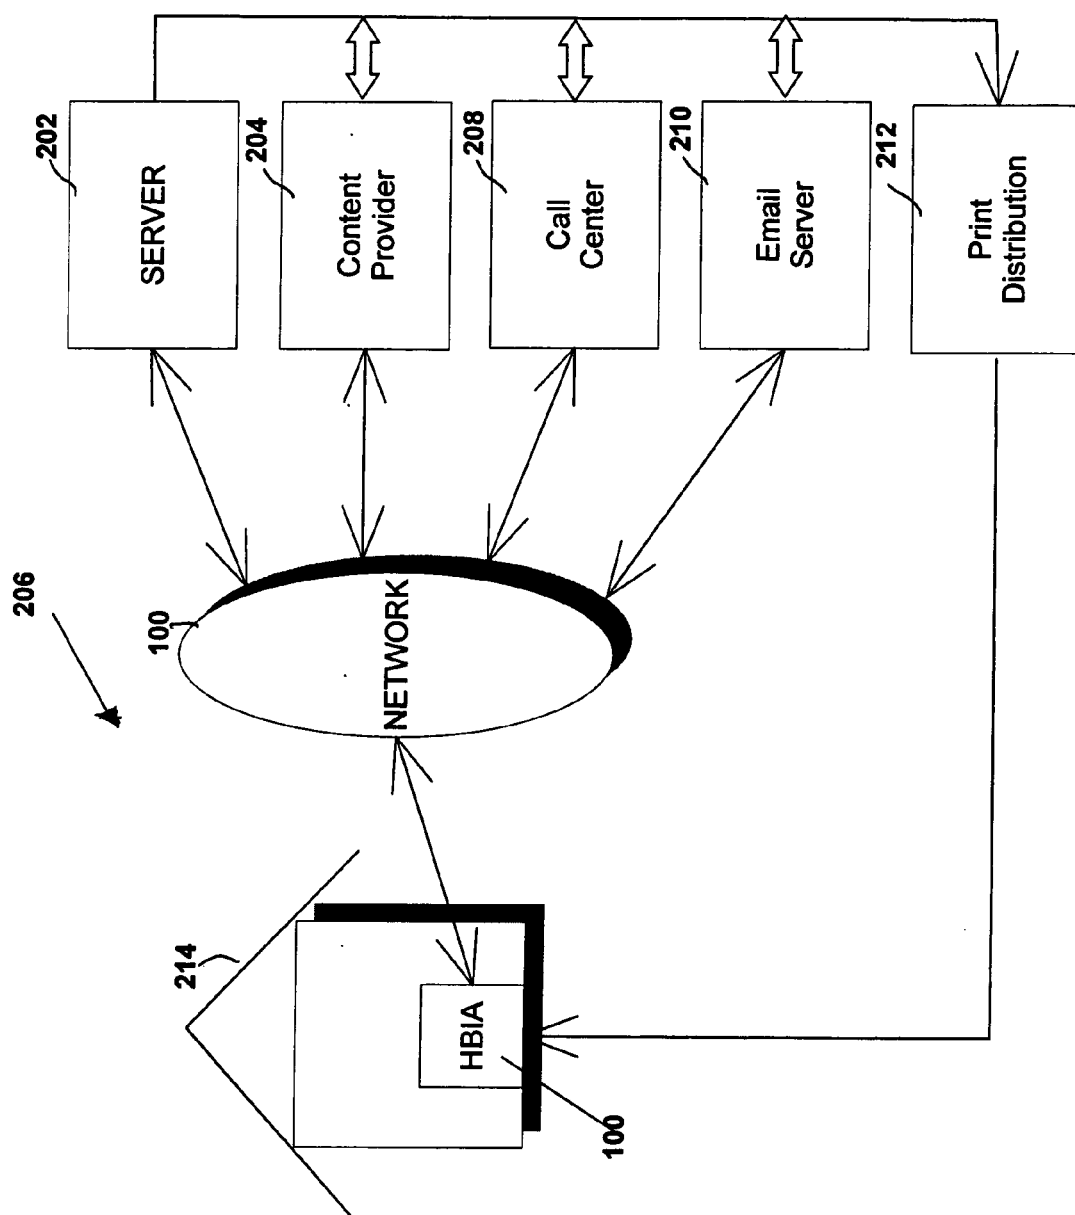 206
214
HBIA
100
NETWORK
100
SERVER
202
Content
Provider
204
Call
Center
208
Email
Server
210
Print
Distribution
212